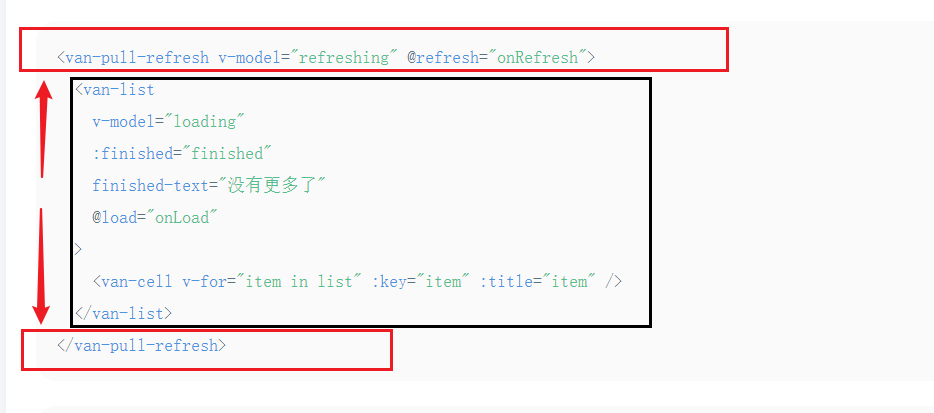 <van-pull-refresh v-model="refreshing" @refresh="onRefresh">
<van-list
v-model="loading"
:finished="finished"
finished-text="没有更多了"
@load="onLoad"
>
<van-cell v-for="item in list" :key="item" :title="item" />
</van-list>
</van-pull-refresh>